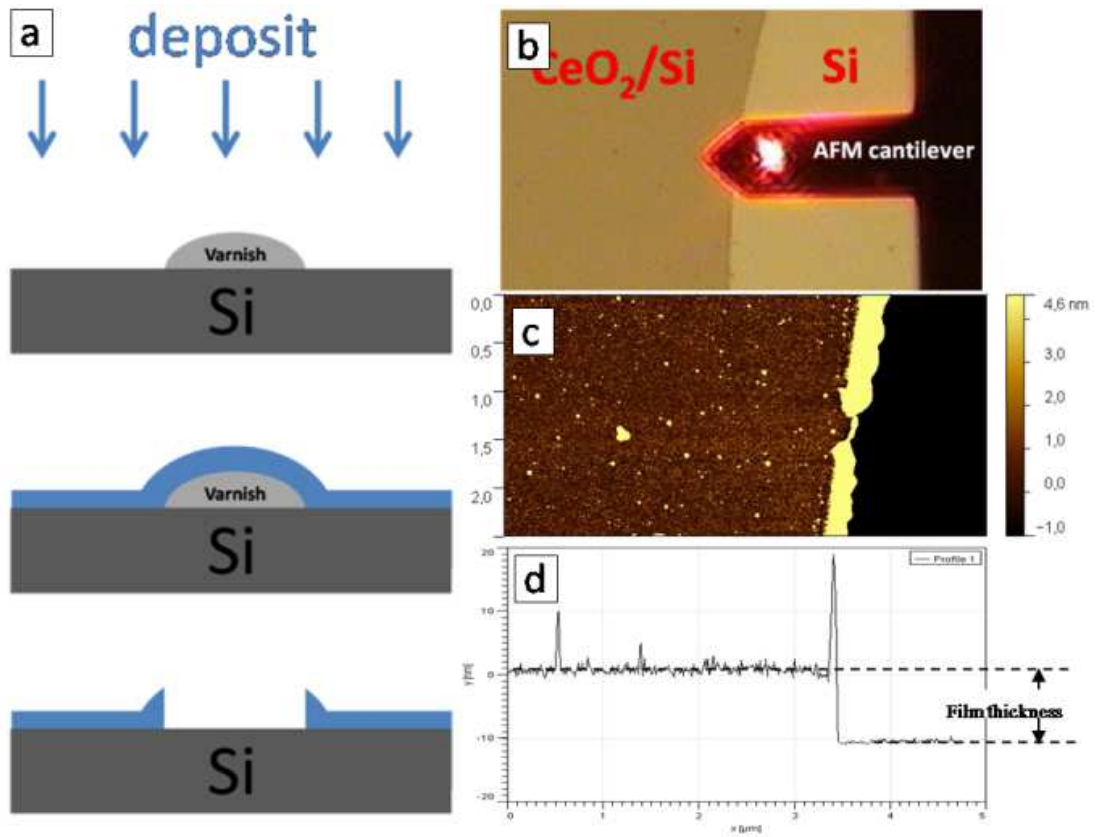 a
deposit
Varnish
Si
Varnish
Si
Si
b
CeO₂/Si
Si
AFM cantilever
c
0,0
0,5
1,0
1,5
2,0
4,6 nm
3,0
2,0
1,0
0,0
−1,0
d
Profile 1
20
10
0
-10
-20
y [nm]
0
1
2
3
4
5
x [µm]
Film thickness